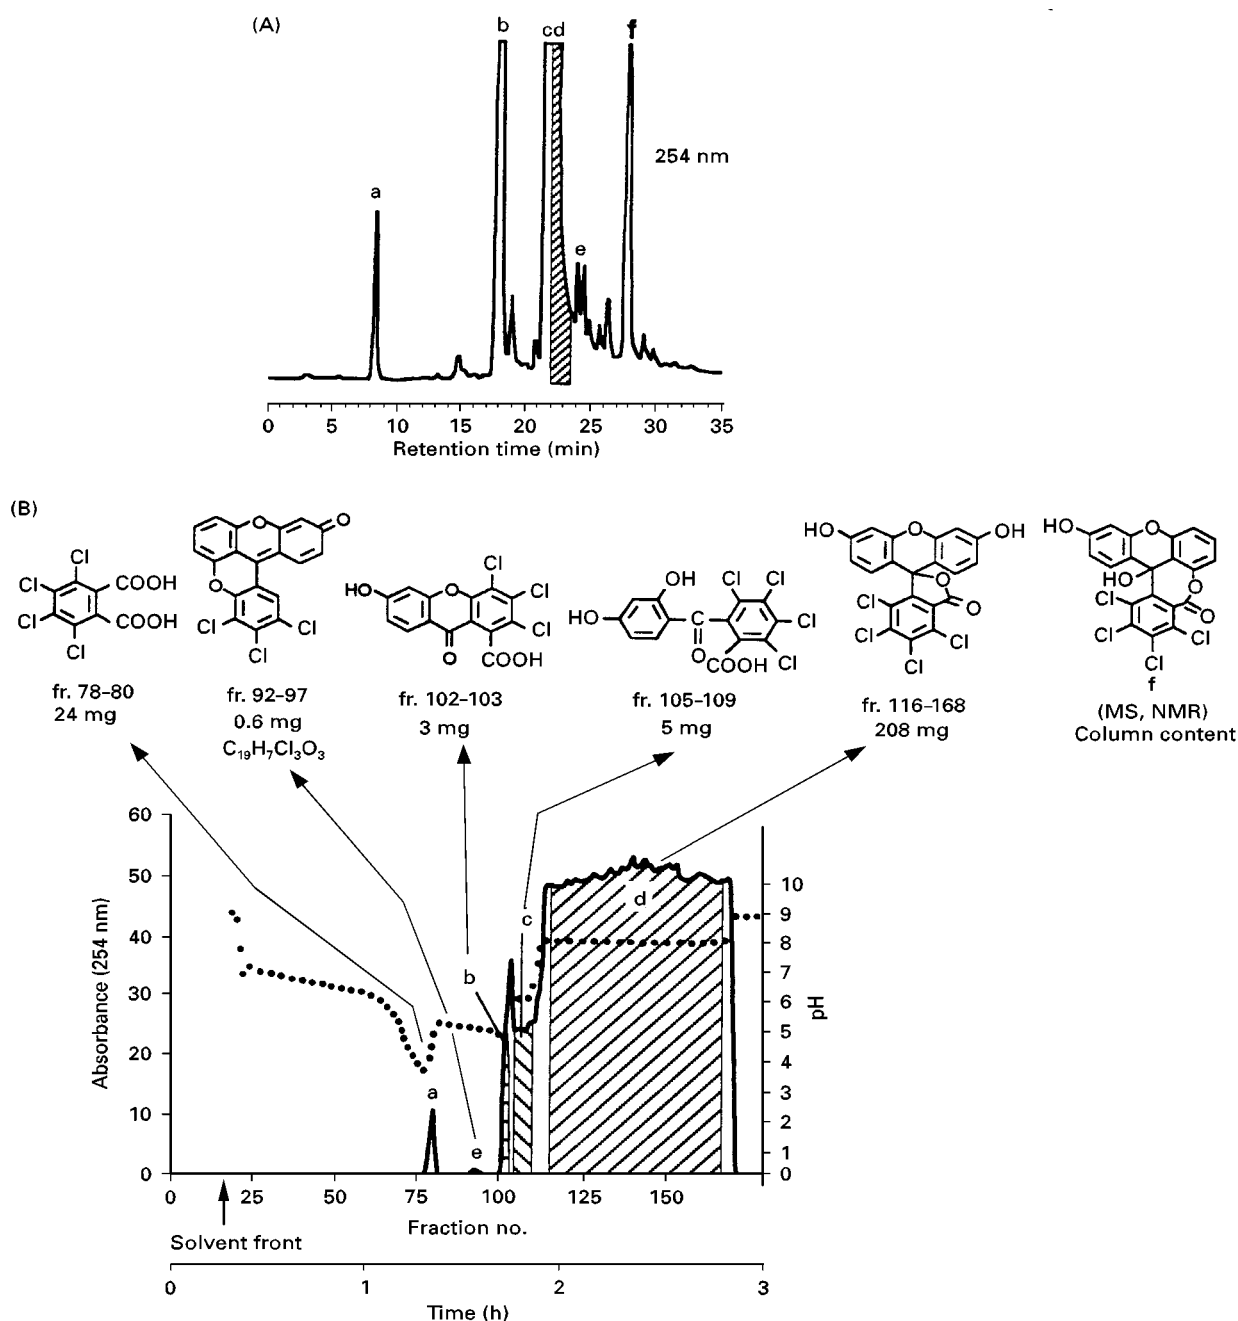 (A)
a
b
cd
e
f
254 nm
0 5 10 15 20 25 30 35
Retention time (min)
(B)
Cl
Cl
Cl
Cl
COOH
COOH
fr. 78–80
24 mg
O
O
O
Cl
Cl
Cl
fr. 92–97
0.6 mg
C₁₉H₇Cl₃O₃
HO
O
O
Cl
Cl
Cl
COOH
fr. 102–103
3 mg
OH
HO
C
O
COOH
Cl
Cl
Cl
Cl
fr. 105–109
5 mg
HO
O
OH
O
O
Cl
Cl
Cl
Cl
fr. 116–168
208 mg
HO
O
HO
O
O
Cl
Cl
Cl
Cl
f
(MS, NMR)
Column content
60
50
40
30
20
10
0
Absorbance (254 nm)
a
e
b
c
d
10
9
8
7
6
5
4
3
2
1
0
pH
0 25 50 75 100 125 150
Fraction no.
Solvent front
0 1 2 3
Time (h)